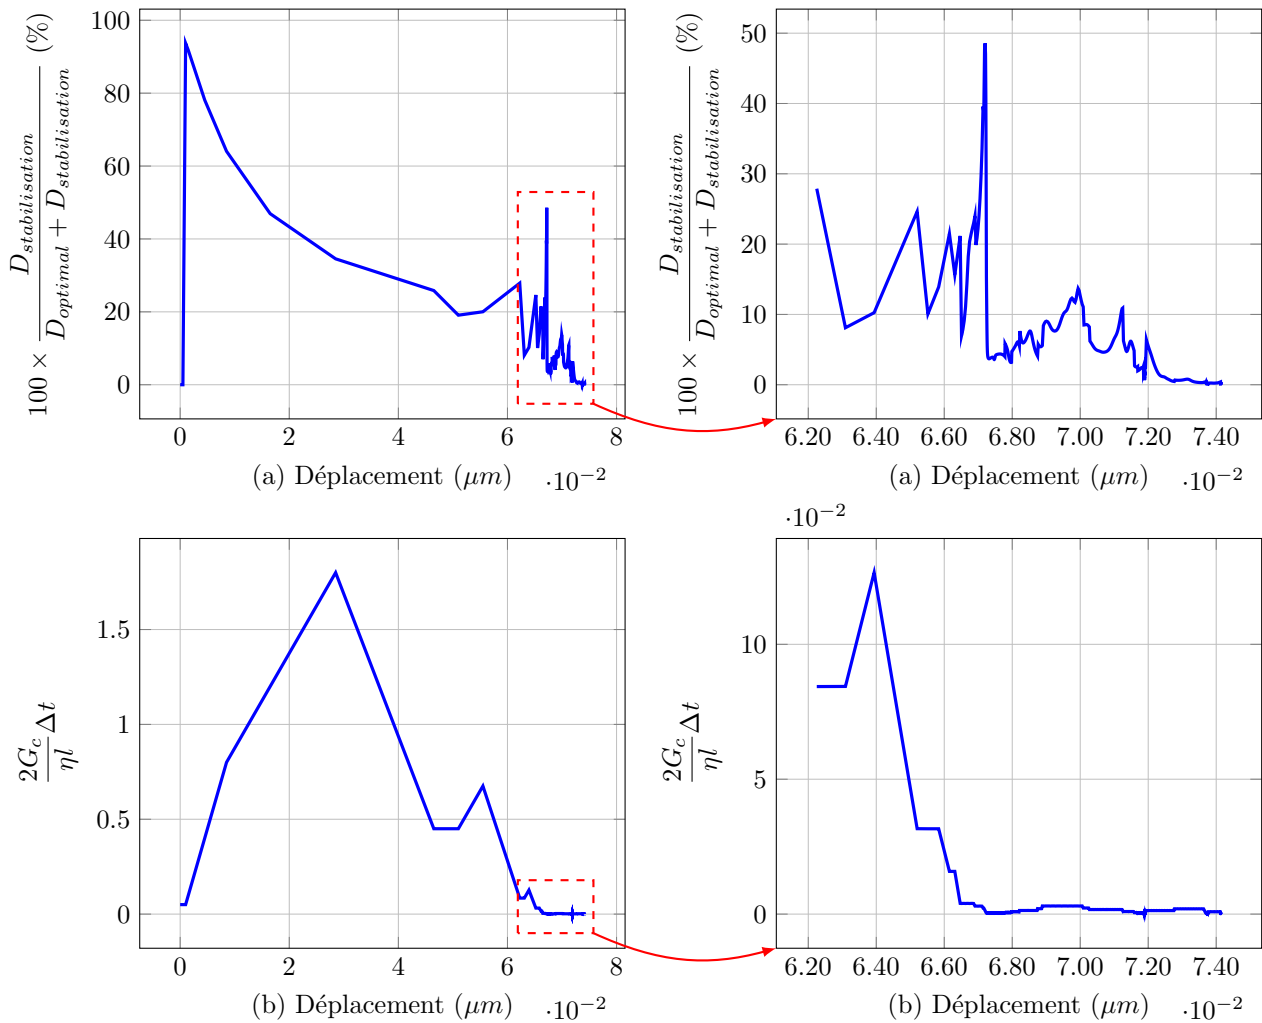 100 × D_stabilisation / (D_optimal + D_stabilisation) (%)
100
80
60
40
20
0
0 2 4 6 8
(a) Déplacement (μm) ·10⁻²
100 × D_stabilisation / (D_optimal + D_stabilisation) (%)
50
40
30
20
10
0
6.20 6.40 6.60 6.80 7.00 7.20 7.40
(a) Déplacement (μm) ·10⁻²
2G_c/ηl Δt
1.5
1
0.5
0
0 2 4 6 8
(b) Déplacement (μm) ·10⁻²
·10⁻²
2G_c/ηl Δt
10
5
0
6.20 6.40 6.60 6.80 7.00 7.20 7.40
(b) Déplacement (μm) ·10⁻²